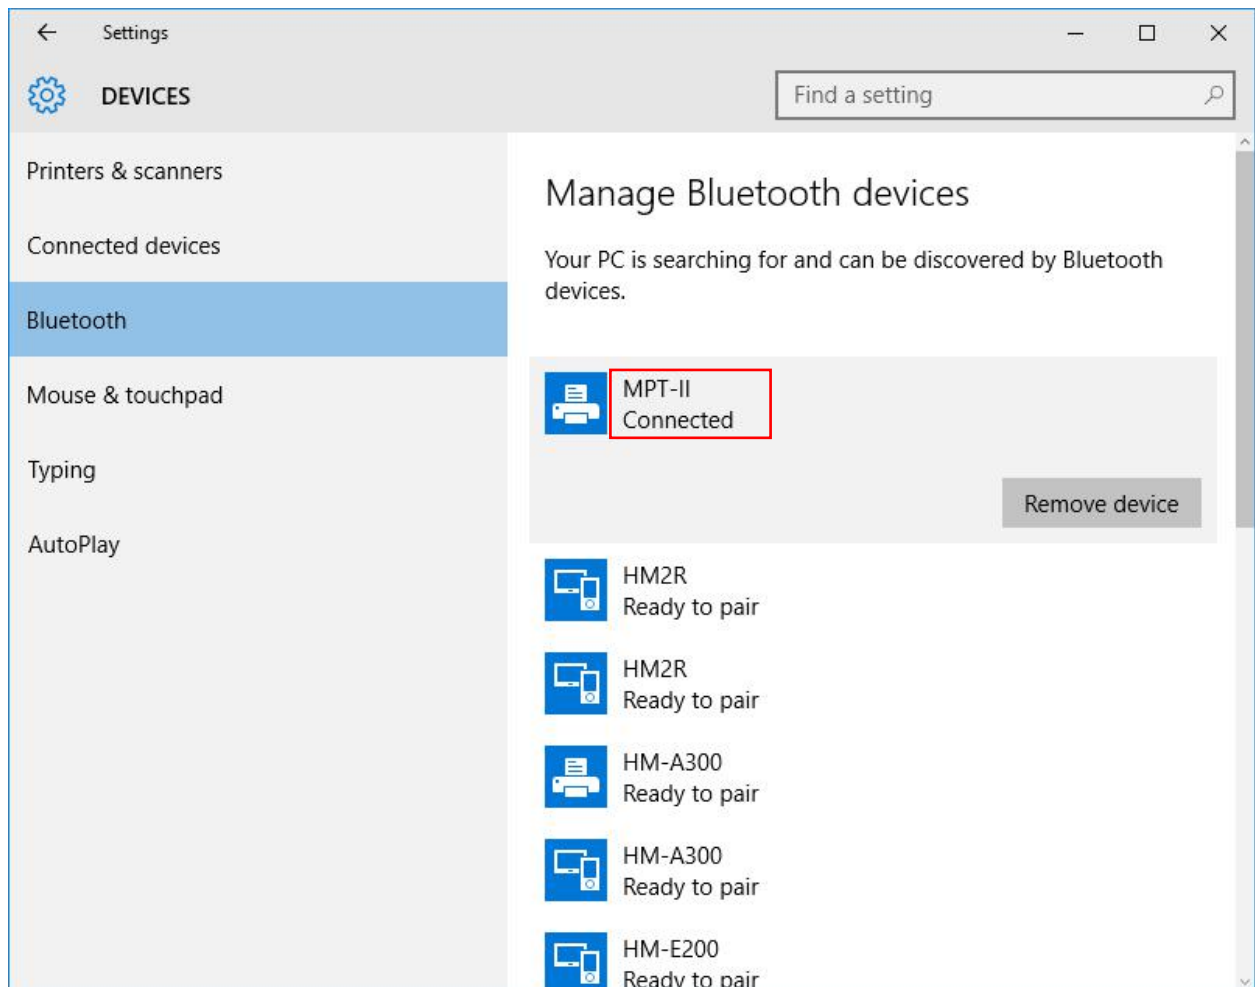 Settings
DEVICES
Find a setting
Printers & scanners
Connected devices
Bluetooth
Mouse & touchpad
Typing
AutoPlay
Manage Bluetooth devices
Your PC is searching for and can be discovered by Bluetooth
devices.
MPT-II
Connected
Remove device
HM2R
Ready to pair
HM2R
Ready to pair
HM-A300
Ready to pair
HM-A300
Ready to pair
HM-E200
Ready to pair